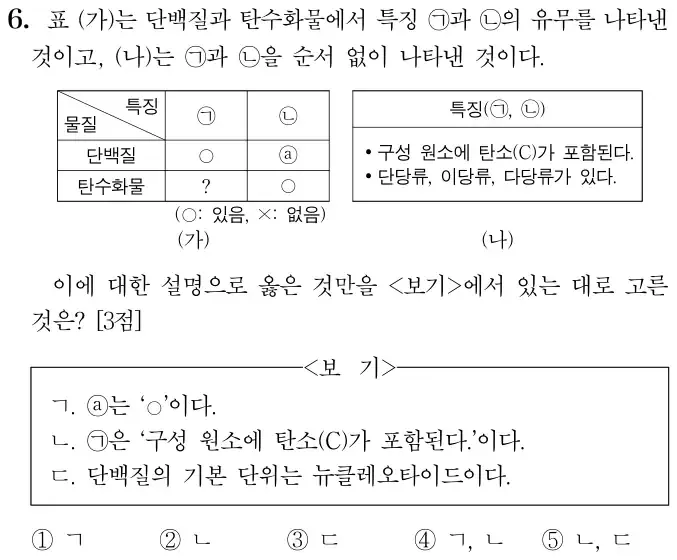 6. 표 (가)는 단백질과 탄수화물에서 특징 ㉠과 ㉡의 유무를 나타낸
것이고, (나)는 ㉠과 ㉡을 순서 없이 나타낸 것이다.
특징
물질
㉠ ㉡
단백질 ○ ⓐ
탄수화물 ? ○
(○: 있음, ×: 없음)
(가)
특징(㉠, ㉡)
• 구성 원소에 탄소(C)가 포함된다.
• 단당류, 이당류, 다당류가 있다.
(나)
이에 대한 설명으로 옳은 것만을 <보기>에서 있는 대로 고른
것은? [3점]
<보 기>
ㄱ. ⓐ는 ‘○’이다.
ㄴ. ㉠은 ‘구성 원소에 탄소(C)가 포함된다.’이다.
ㄷ. 단백질의 기본 단위는 뉴클레오타이드이다.
① ㄱ ② ㄴ ③ ㄷ ④ ㄱ, ㄴ ⑤ ㄴ, ㄷ